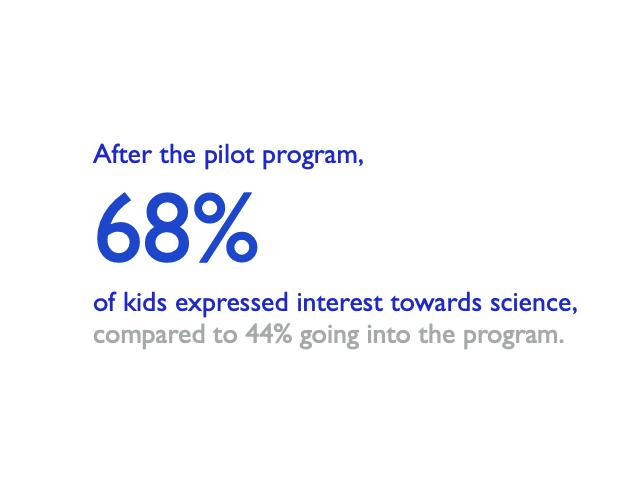 After the pilot program,
68%
of kids expressed interest towards science,
compared to 44% going into the program.